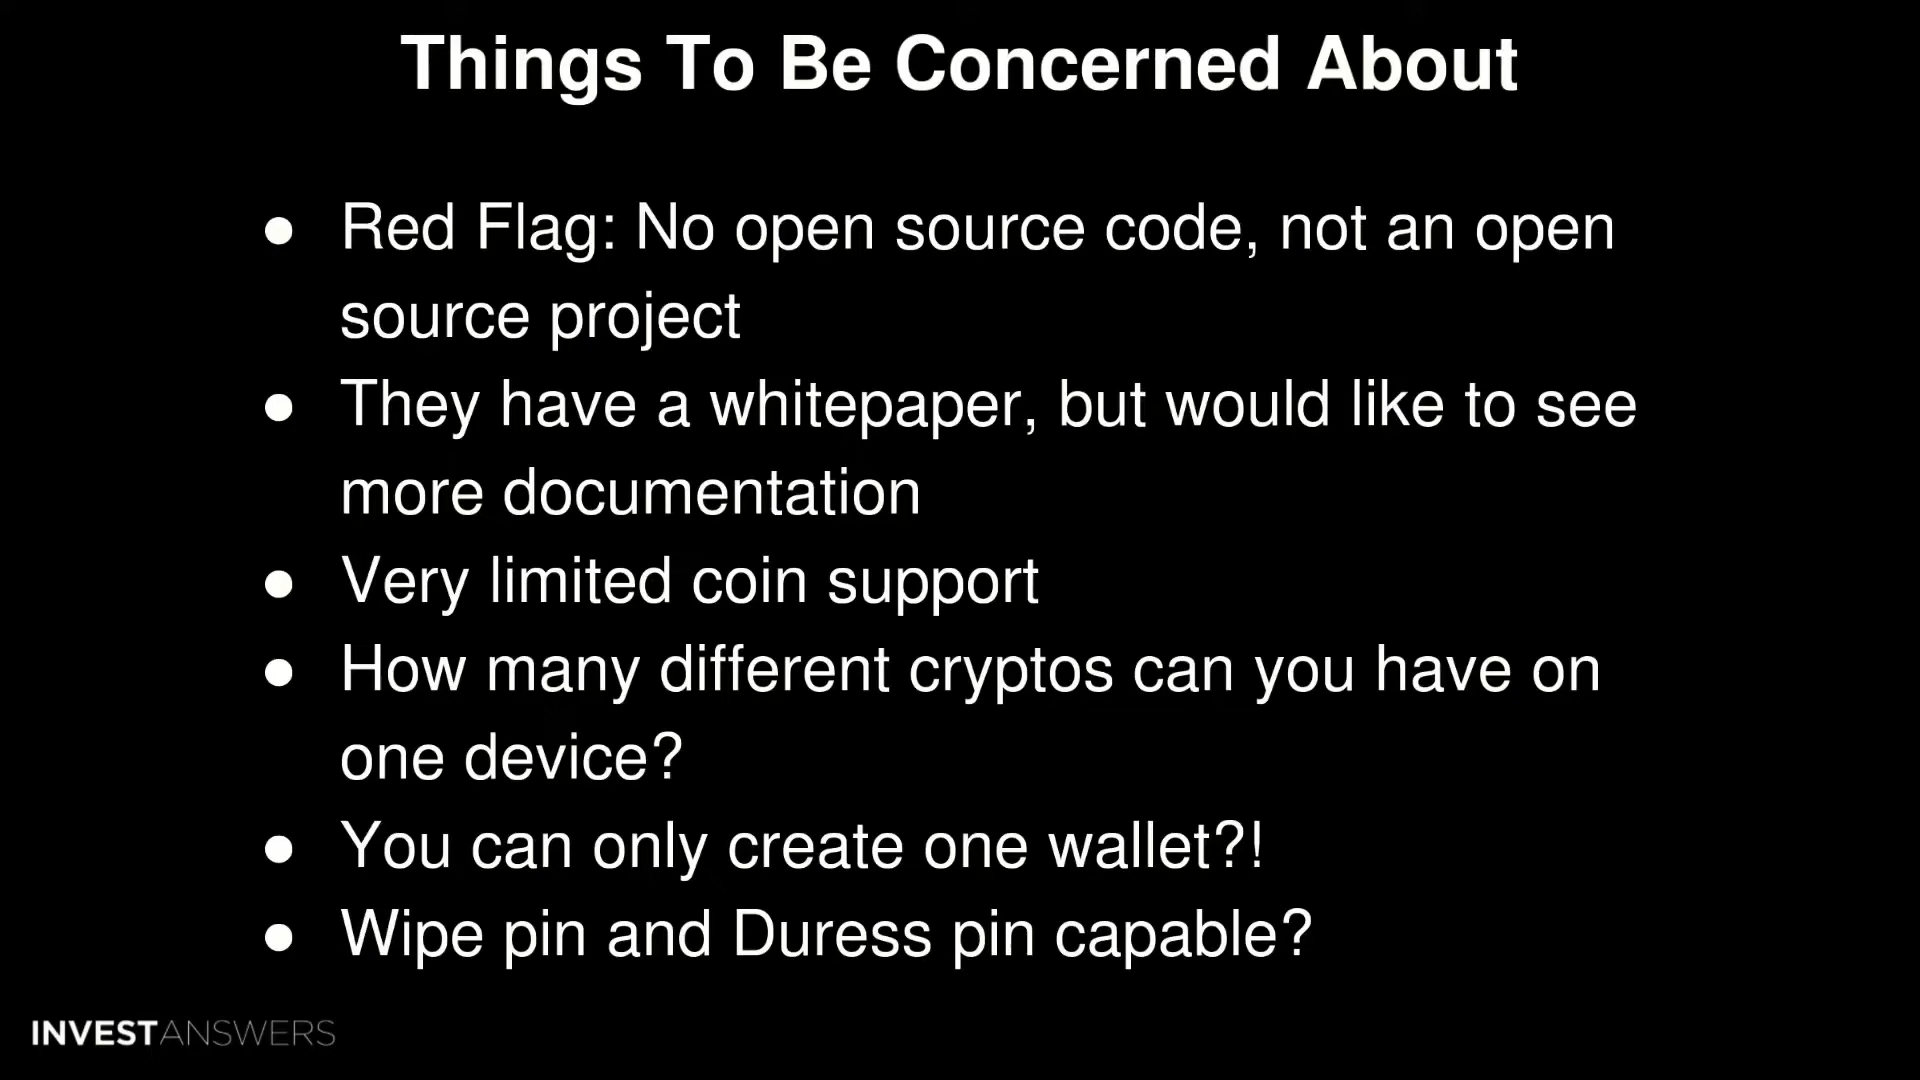 Things To Be Concerned About
● Red Flag: No open source code, not an open
source project
● They have a whitepaper, but would like to see
more documentation
● Very limited coin support
● How many different cryptos can you have on
one device?
● You can only create one wallet?!
● Wipe pin and Duress pin capable?
INVESTANSWERS